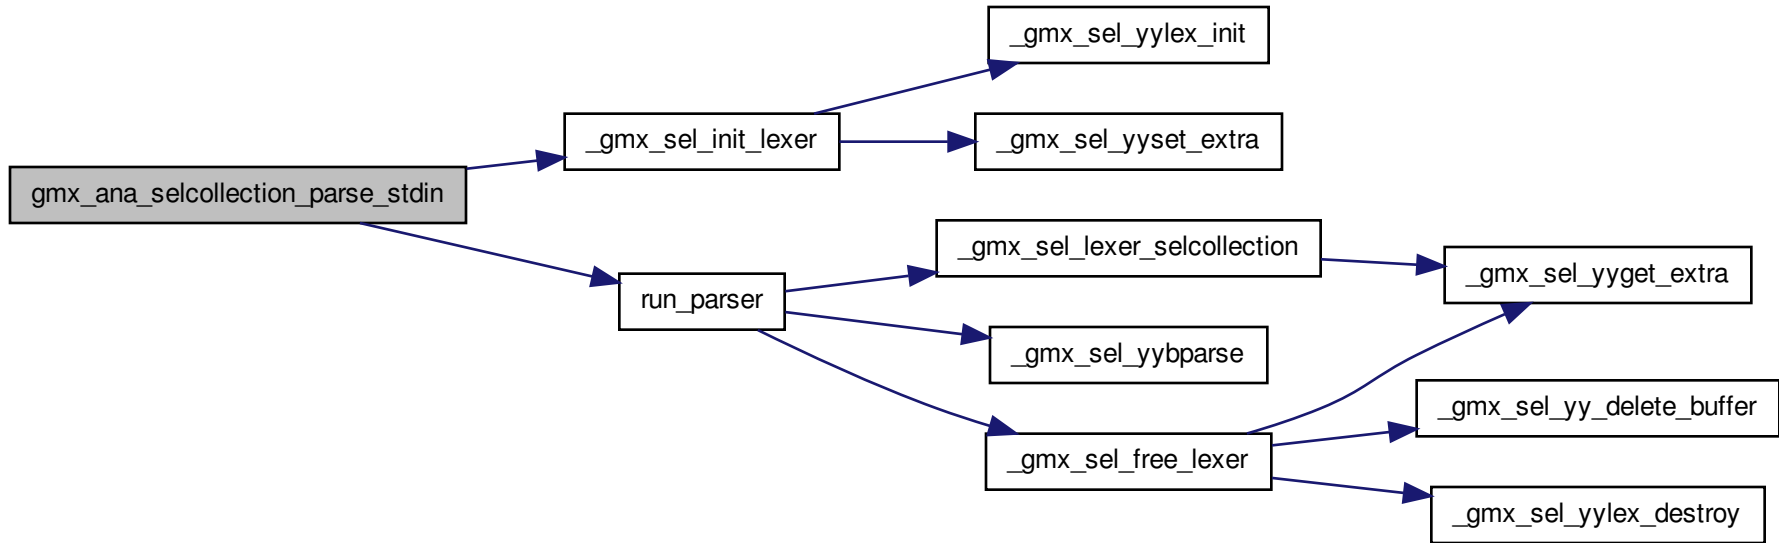 _gmx_sel_yylex_init
_gmx_sel_init_lexer
_gmx_sel_yyset_extra
gmx_ana_selcollection_parse_stdin
_gmx_sel_lexer_selcollection
_gmx_sel_yyget_extra
run_parser
_gmx_sel_yybparse
_gmx_sel_yy_delete_buffer
_gmx_sel_free_lexer
_gmx_sel_yylex_destroy